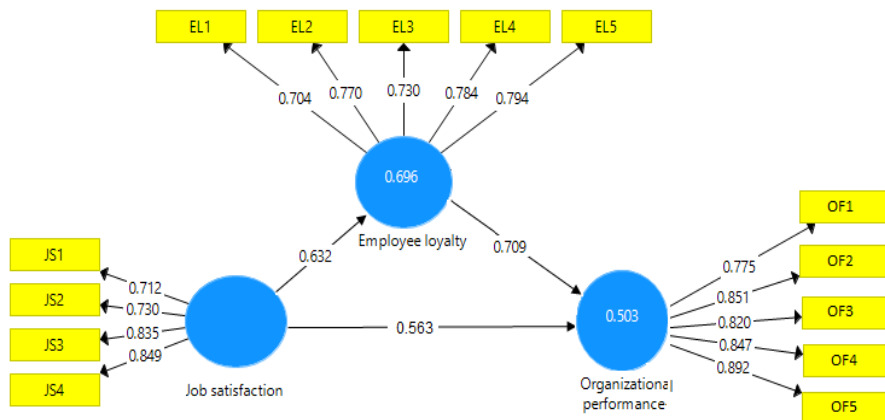 EL1 EL2 EL3 EL4 EL5
0.704 0.770 0.730 0.784 0.794
0.696
Employee loyalty
0.632
0.709
JS1
JS2
JS3
JS4
0.712
0.730
0.835
0.849
Job satisfaction
0.563
0.503
Organizational
performance
0.775
0.851
0.820
0.847
0.892
OF1
OF2
OF3
OF4
OF5